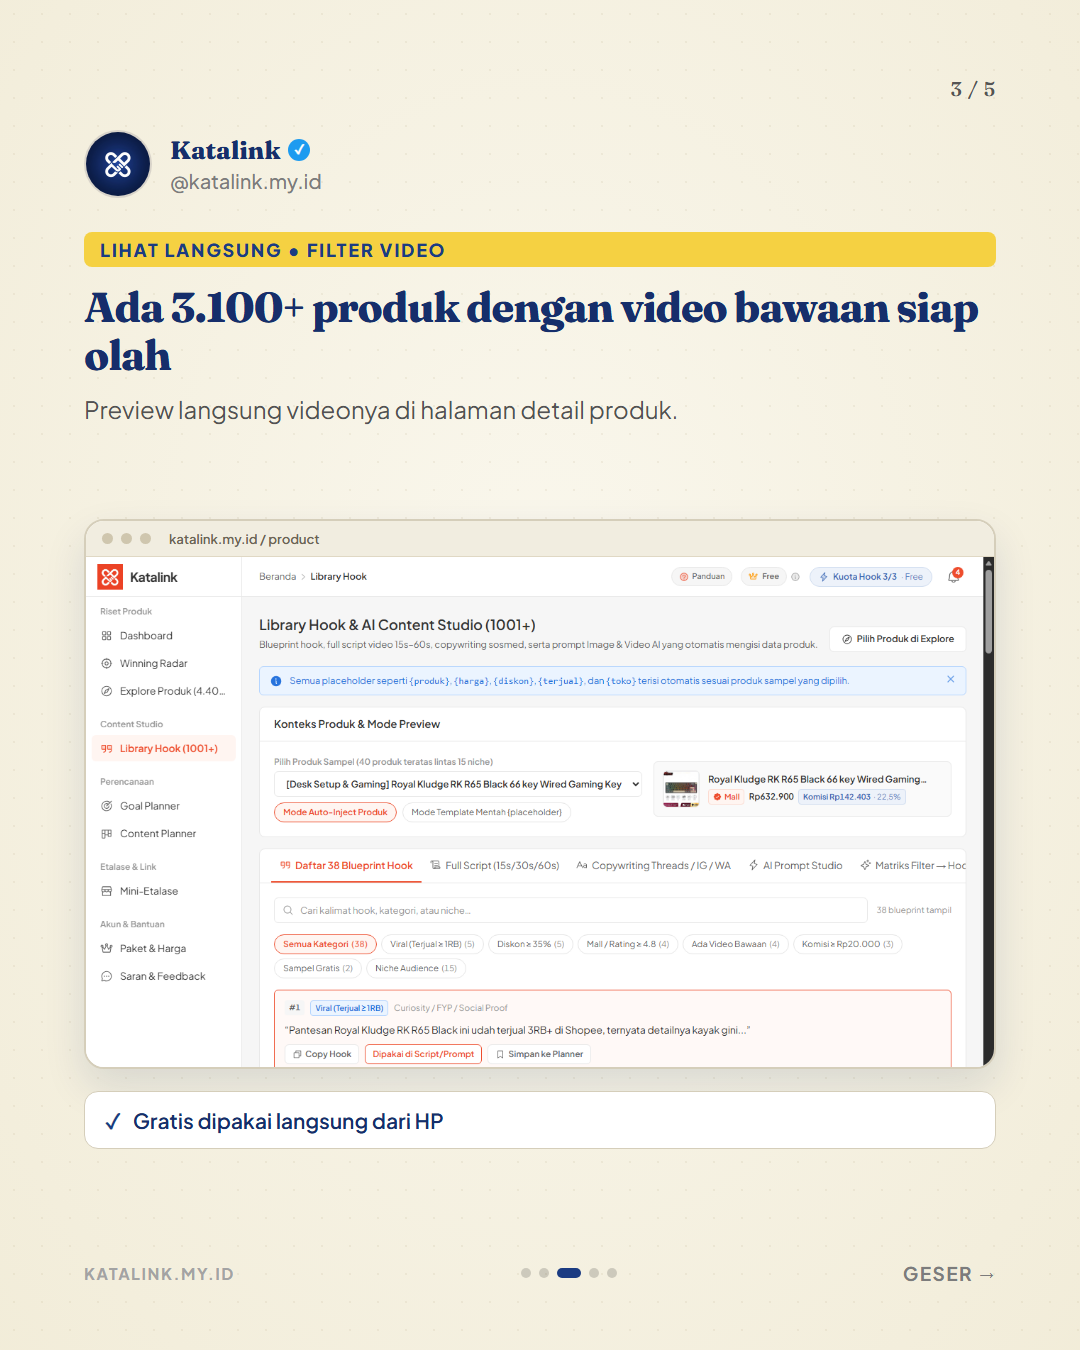 3 / 5
Katalink
@katalink.my.id
LIHAT LANGSUNG ● FILTER VIDEO
Ada 3.100+ produk dengan video bawaan siap
olah
Preview langsung videonya di halaman detail produk.
katalink.my.id / product
Katalink
Beranda > Library Hook
Panduan
Free
Kuota Hook 3/3 · Free
4
Riset Produk
Dashboard
Winning Radar
Explore Produk (4.40...
Content Studio
Library Hook (1001+)
Perencanaan
Goal Planner
Content Planner
Etalase & Link
Mini-Etalase
Akun & Bantuan
Paket & Harga
Saran & Feedback
Library Hook & AI Content Studio (1001+)
Blueprint hook, full script video 15s-60s, copywriting sosmed, serta prompt Image & Video AI yang otomatis mengisi data produk.
Pilih Produk di Explore
Semua placeholder seperti {produk}, {harga}, {diskon}, {terjual}, dan {toko} terisi otomatis sesuai produk sampel yang dipilih.
Konteks Produk & Mode Preview
Pilih Produk Sampel (40 produk teratas lintas 15 niche)
[Desk Setup & Gaming] Royal Kludge RK R65 Black 66 key Wired Gaming Key
Mode Auto-Inject Produk
Mode Template Mentah {placeholder}
Royal Kludge RK R65 Black 66 key Wired Gaming...
Mall Rp632.900 Komisi Rp142.403 · 22.5%
Daftar 38 Blueprint Hook
Full Script (15s/30s/60s)
Aa Copywriting Threads / IG / WA
AI Prompt Studio
Matriks Filter → Hoo
Cari kalimat hook, kategori, atau niche...
38 blueprint tampil
Semua Kategori (38)
Viral (Terjual ≥ 1RB) (5)
Diskon ≥ 35% (5)
Mall / Rating ≥ 4.8 (4)
Ada Video Bawaan (4)
Komisi ≥ Rp20.000 (3)
Sampel Gratis (2)
Niche Audience (15)
#1 Viral (Terjual ≥ 1RB) Curiosity / FYP / Social Proof
"Pantesan Royal Kludge RK R65 Black ini udah terjual 3RB+ di Shopee, ternyata detailnya kayak gini..."
Copy Hook
Dipakai di Script/Prompt
Simpan ke Planner
✓ Gratis dipakai langsung dari HP
KATALINK.MY.ID
GESER →